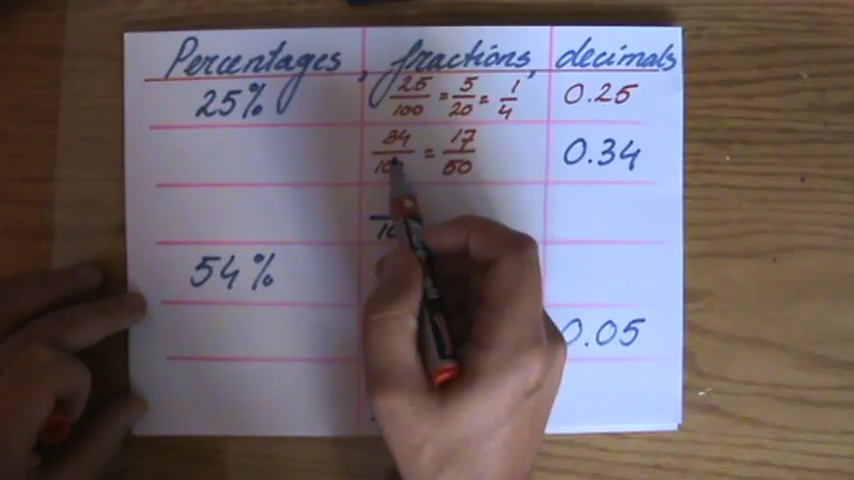 Percentages, fractions, decimals
25% 25/100 = 5/20 = 1/4 0.25
34/10 = 17/50 0.34
54%
0.05